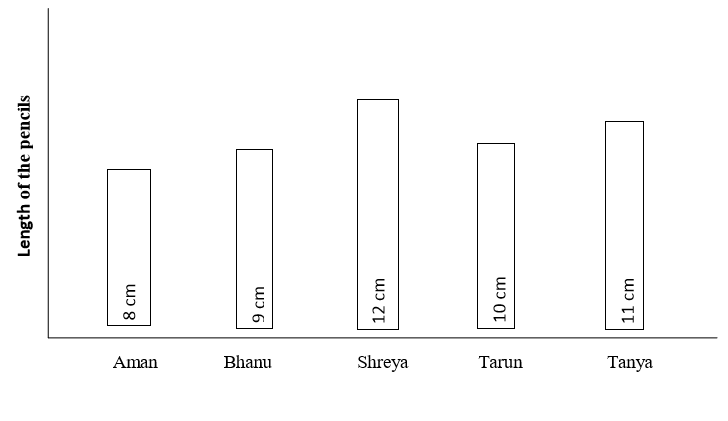 Length of the pencils
8 cm
9 cm
12 cm
10 cm
11 cm
Aman
Bhanu
Shreya
Tarun
Tanya